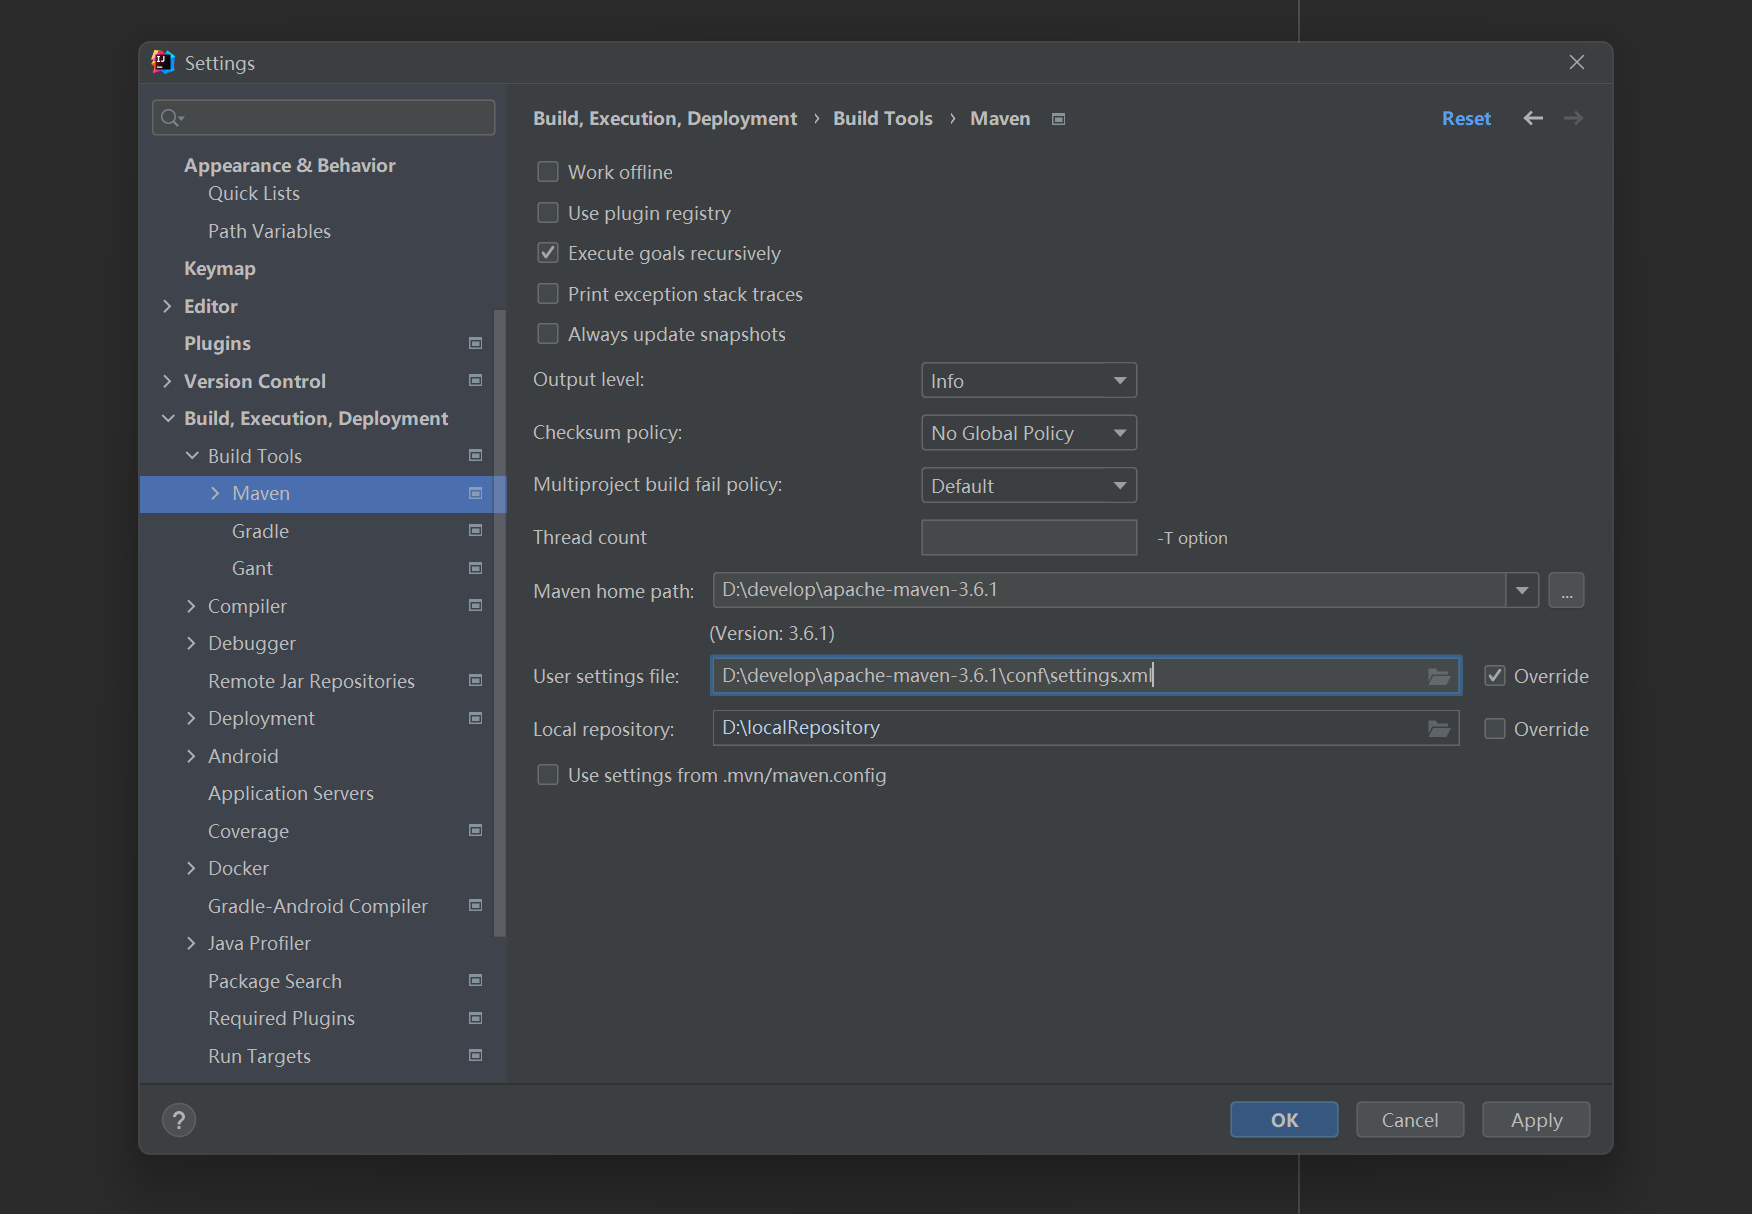 Settings
Appearance & Behavior
Quick Lists
Path Variables
Keymap
Editor
Plugins
Version Control
Build, Execution, Deployment
Build Tools
Maven
Gradle
Gant
Compiler
Debugger
Remote Jar Repositories
Deployment
Android
Application Servers
Coverage
Docker
Gradle-Android Compiler
Java Profiler
Package Search
Required Plugins
Run Targets
Build, Execution, Deployment › Build Tools › Maven
Reset
Work offline
Use plugin registry
Execute goals recursively
Print exception stack traces
Always update snapshots
Output level: Info
Checksum policy: No Global Policy
Multiproject build fail policy: Default
Thread count -T option
Maven home path: D:\develop\apache-maven-3.6.1 ...
(Version: 3.6.1)
User settings file: D:\develop\apache-maven-3.6.1\conf\settings.xml Override
Local repository: D:\localRepository Override
Use settings from .mvn/maven.config
? OK Cancel Apply